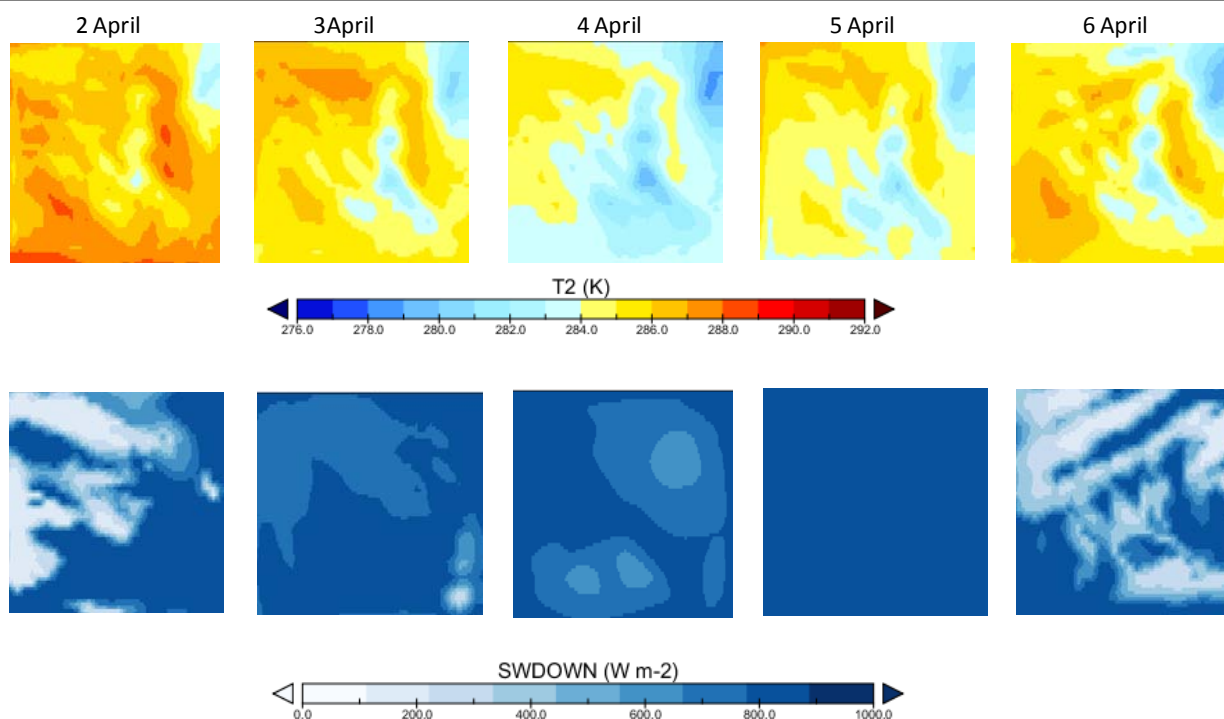 2 April 3April 4 April 5 April 6 April
T2 (K)
276.0 278.0 280.0 282.0 284.0 286.0 288.0 290.0 292.0
SWDOWN (W m-2)
0.0 200.0 400.0 600.0 800.0 1000.0